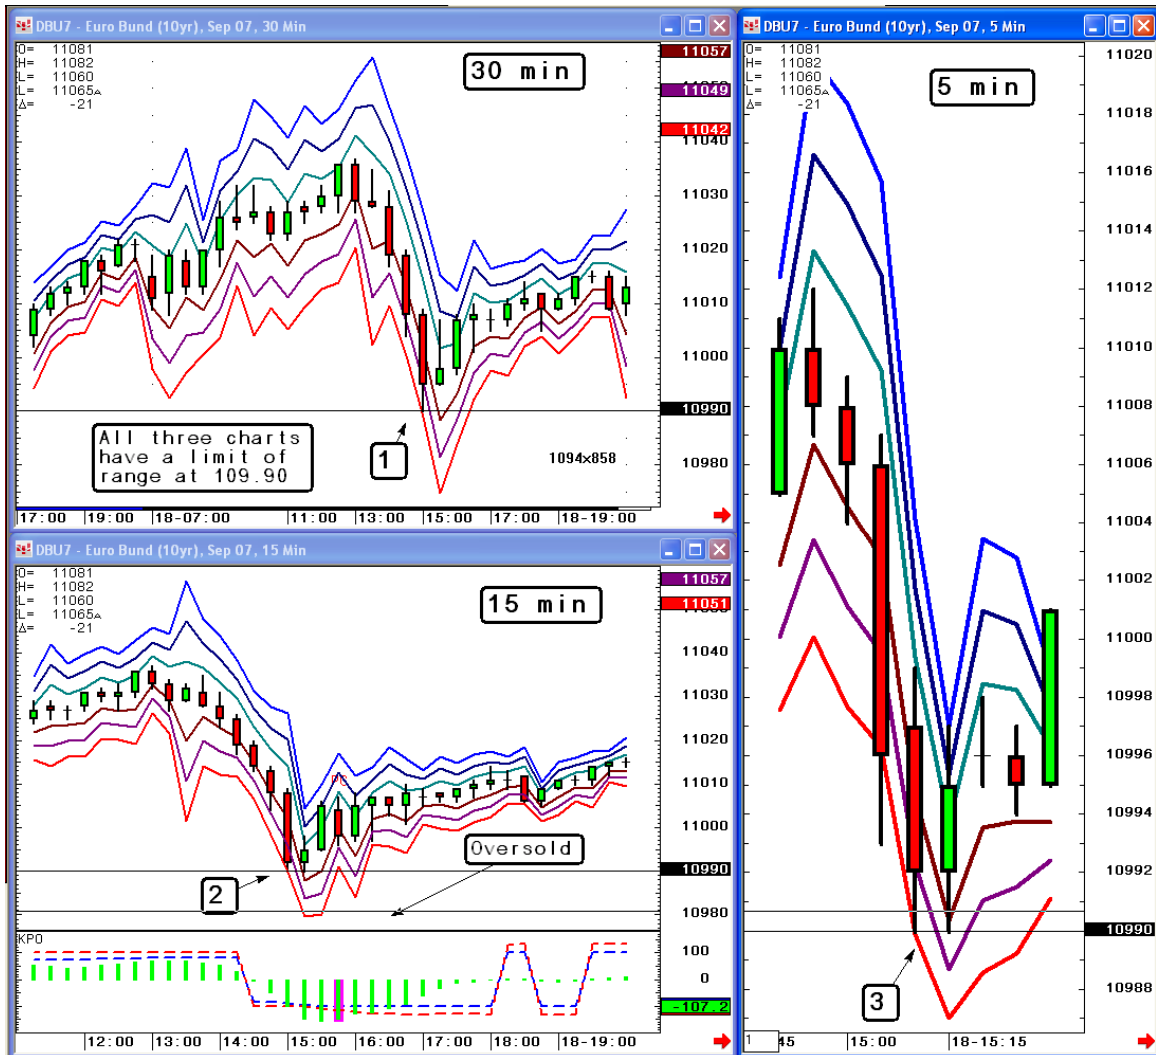 DBU7 - Euro Bund (10yr), Sep 07, 30 Min
O= 11081
H= 11082
L= 11060
L= 11065
Δ= -21
30 min
11057
11049
11042
11040
11030
11020
11010
11000
10990
10980
All three charts
have a limit of
range at 109.90
1
1094x858
17:00 19:00 18-07:00 11:00 13:00 15:00 17:00 18-19:00
DBU7 - Euro Bund (10yr), Sep 07, 15 Min
O= 11081
H= 11082
L= 11060
L= 11065
Δ= -21
15 min
11057
11051
11040
11030
11020
11010
11000
10990
10980
PC
Oversold
2
KPO
100
0
-107.2
12:00 13:00 14:00 15:00 16:00 17:00 18:00 18-19:00
DBU7 - Euro Bund (10yr), Sep 07, 5 Min
O= 11081
H= 11082
L= 11060
L= 11065
Δ= -21
5 min
11020
11018
11016
11014
11012
11010
11008
11006
11004
11002
11000
10998
10996
10994
10992
10990
10988
3
1 45 15:00 18-15:15